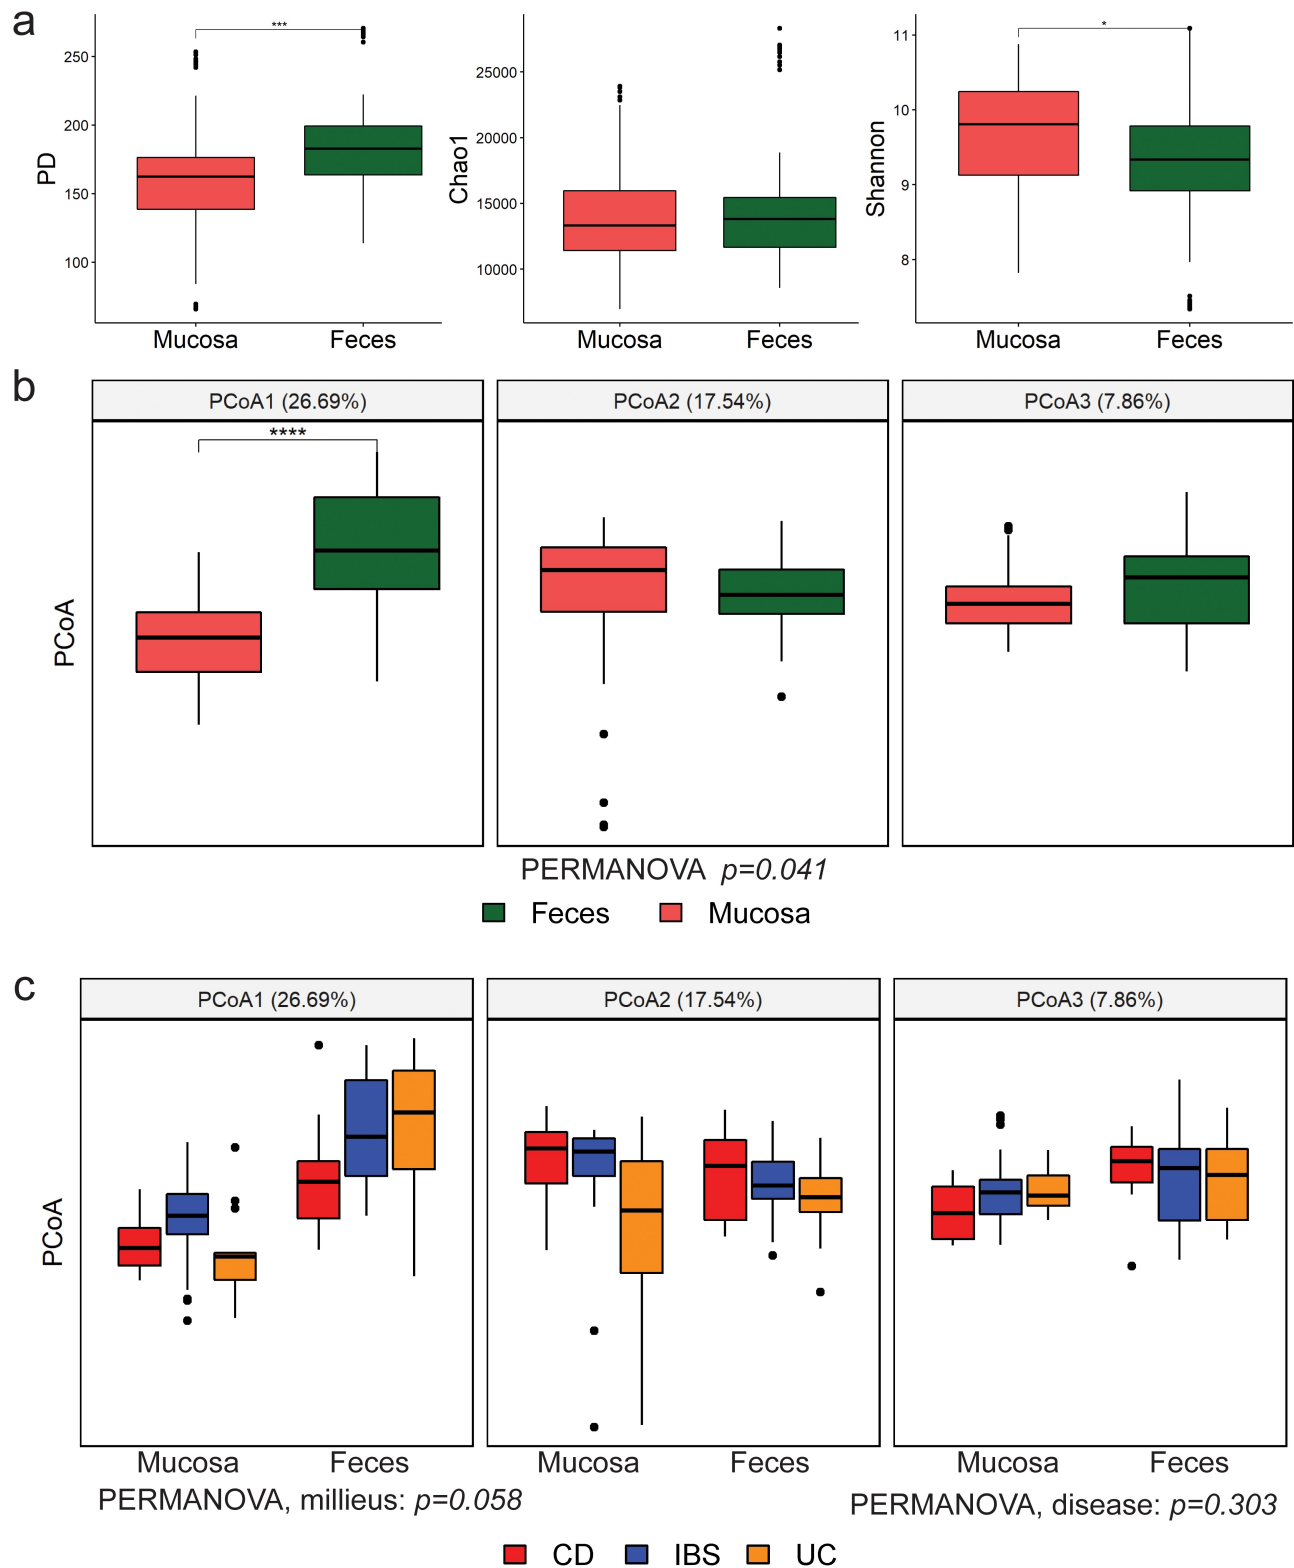 a
***
250
200
150
100
PD
Mucosa
Feces
25000
20000
15000
10000
Chao1
Mucosa
Feces
*
11
10
9
8
Shannon
Mucosa
Feces
b
PCoA1 (26.69%)
PCoA2 (17.54%)
PCoA3 (7.86%)
****
PCoA
PERMANOVA p=0.041
Feces
Mucosa
c
PCoA1 (26.69%)
PCoA2 (17.54%)
PCoA3 (7.86%)
PCoA
Mucosa
Feces
Mucosa
Feces
Mucosa
Feces
PERMANOVA, millieus: p=0.058
PERMANOVA, disease: p=0.303
CD
IBS
UC